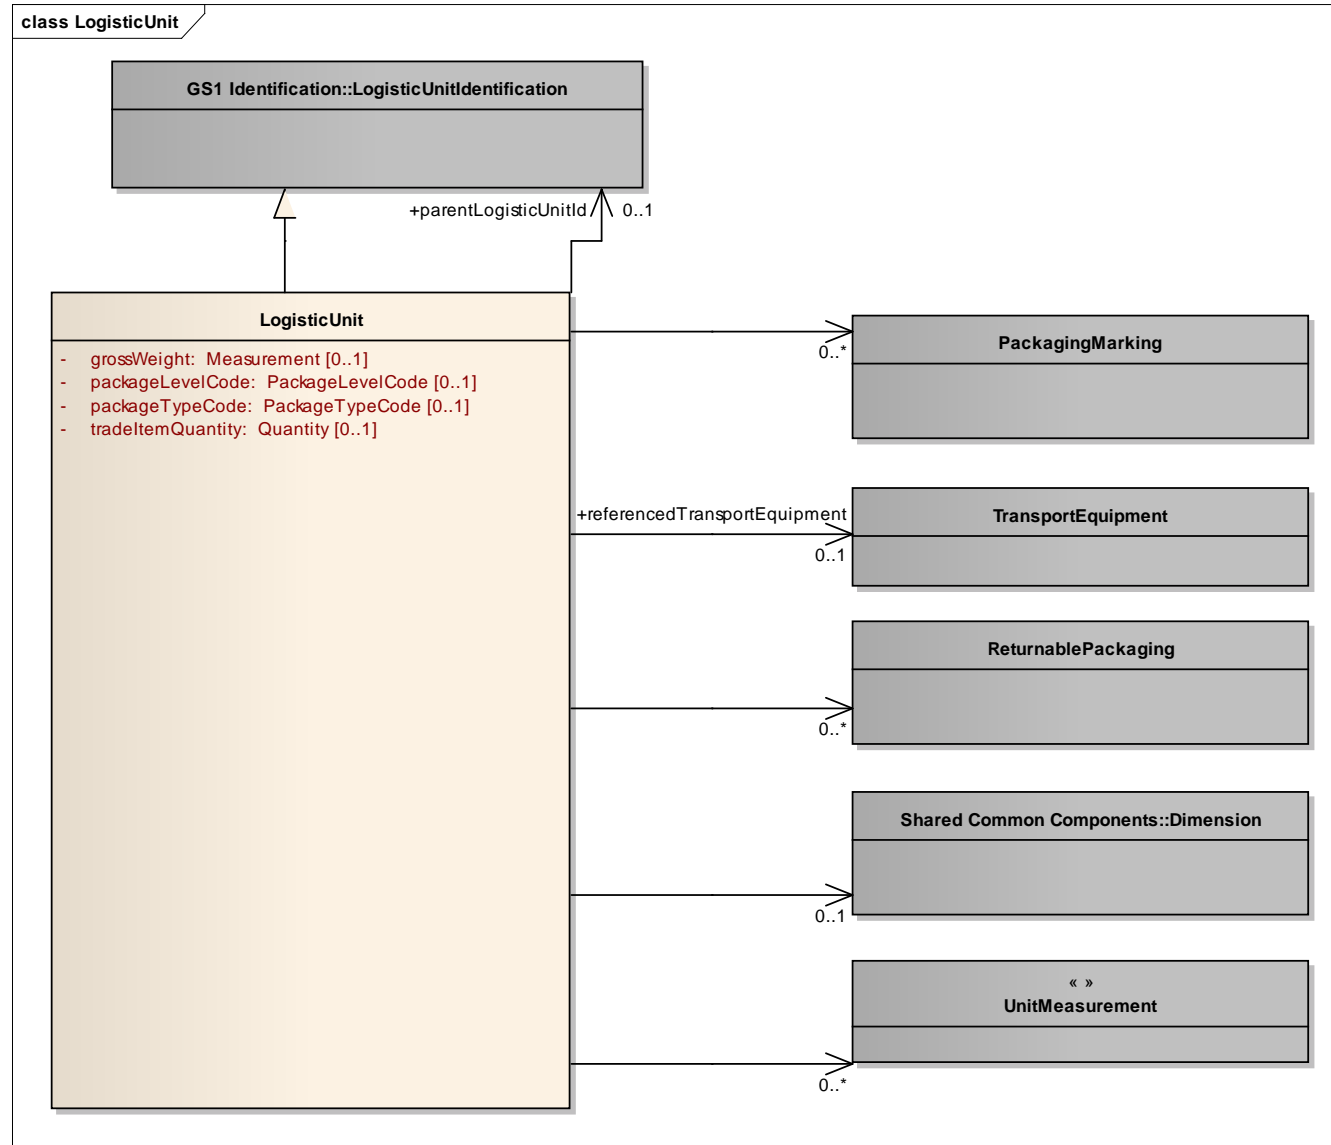 class LogisticUnit
GS1 Identification::LogisticUnitIdentification
+parentLogisticUnitId 0..1
LogisticUnit
- grossWeight: Measurement [0..1]
- packageLevelCode: PackageLevelCode [0..1]
- packageTypeCode: PackageTypeCode [0..1]
- tradeItemQuantity: Quantity [0..1]
0..*
PackagingMarking
+referencedTransportEquipment
0..1
TransportEquipment
ReturnablePackaging
0..*
Shared Common Components::Dimension
0..1
« »
UnitMeasurement
0..*